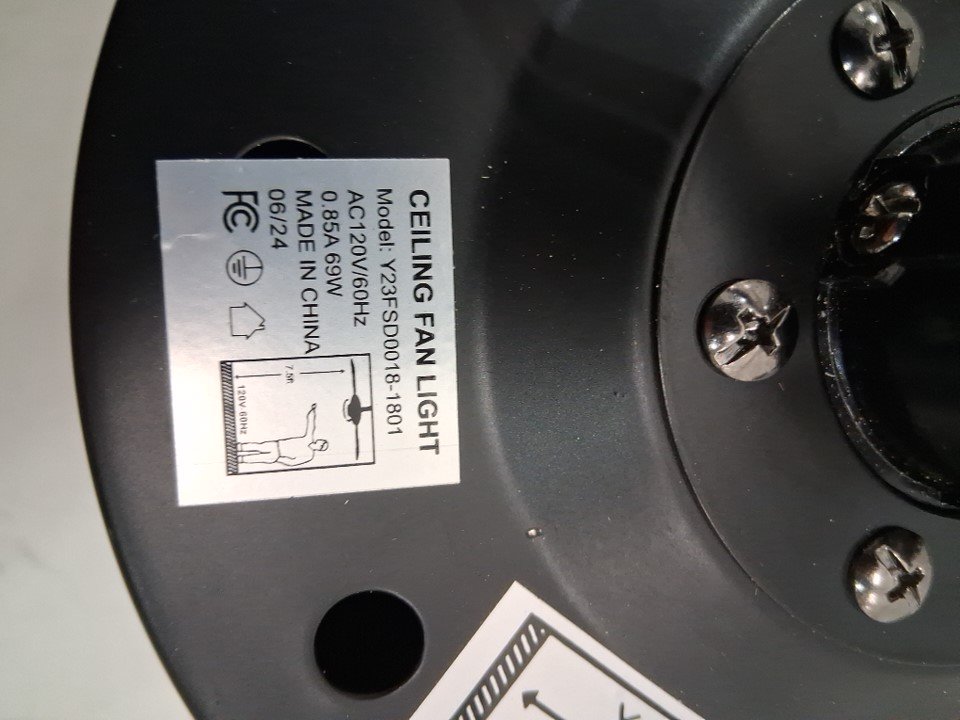 CEILING FAN LIGHT
Model: Y23FSD0018-1801
AC120V/60Hz
0.85A 69W
MADE IN CHINA
06/24
FC
7.5ft
120V 60Hz